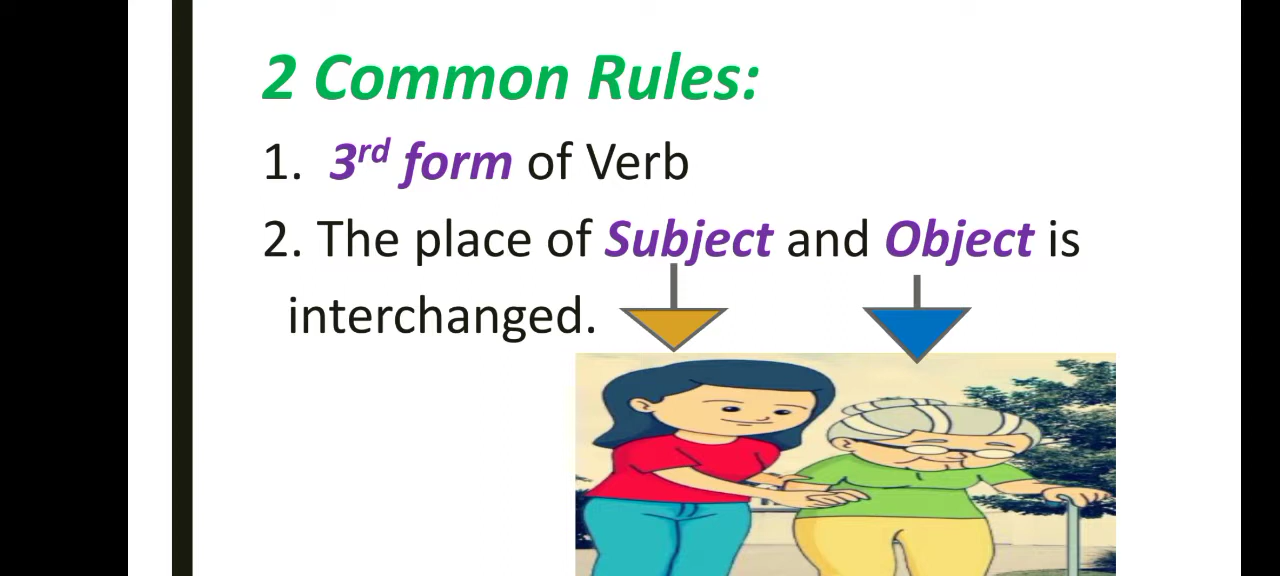 2 Common Rules:
1. 3rd form of Verb
2. The place of Subject and Object is
interchanged.